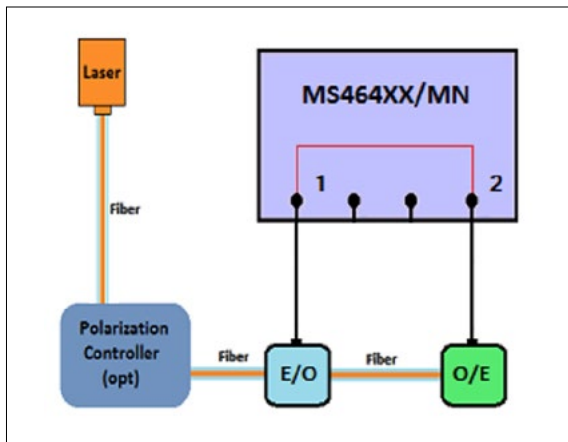 Laser
MS464XX/MN
1
2
Fiber
Polarization
Controller
(opt)
Fiber
E/O
Fiber
O/E